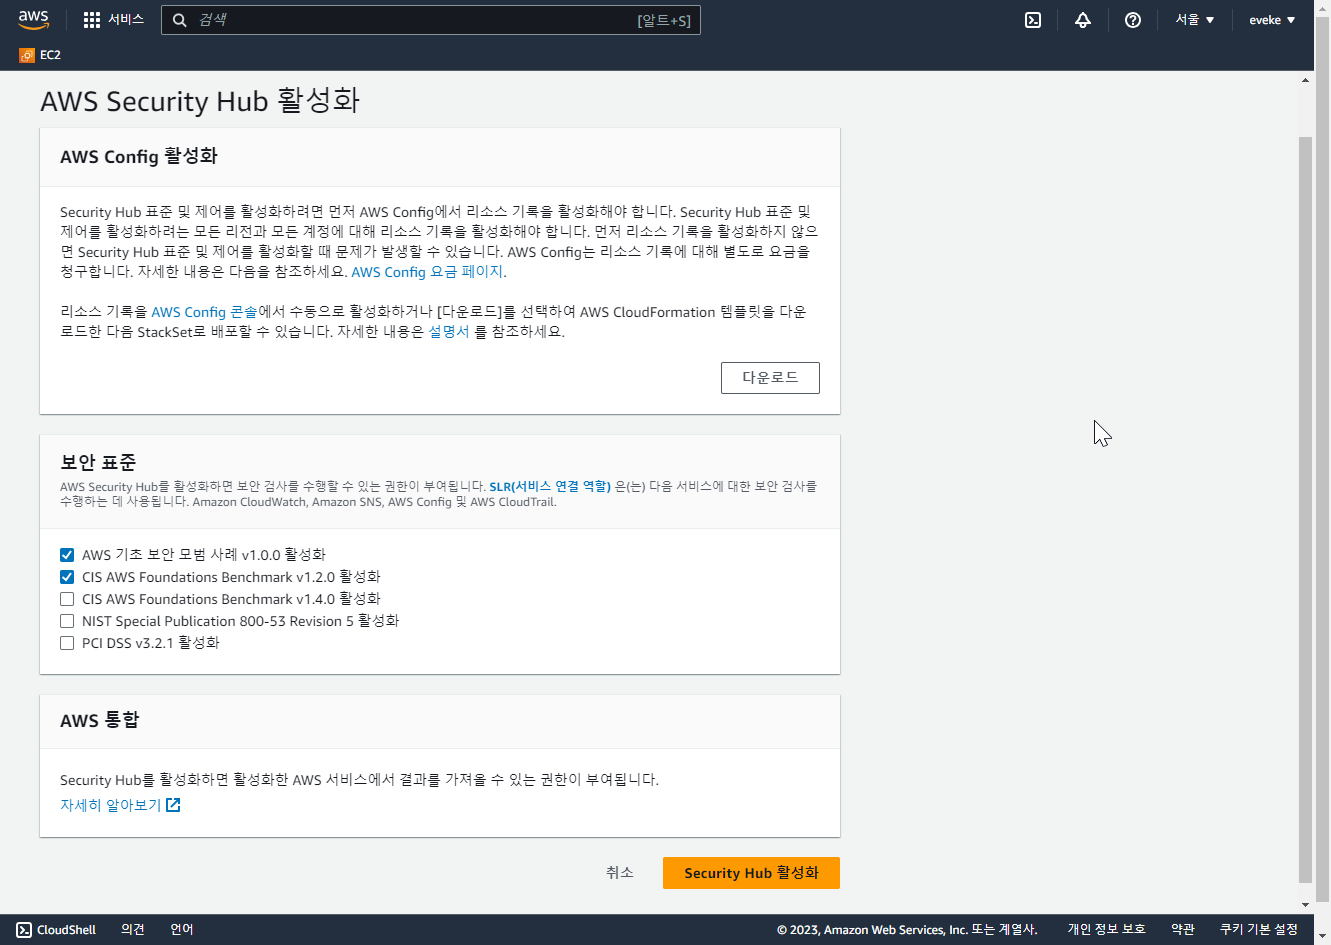 aws
서비스
검색
[알트+S]
서울 ▼
eveke ▼
EC2
AWS Security Hub 활성화
AWS Config 활성화
Security Hub 표준 및 제어를 활성화하려면 먼저 AWS Config에서 리소스 기록을 활성화해야 합니다. Security Hub 표준 및
제어를 활성화하려는 모든 리전과 모든 계정에 대해 리소스 기록을 활성화해야 합니다. 먼저 리소스 기록을 활성화하지 않으
면 Security Hub 표준 및 제어를 활성화할 때 문제가 발생할 수 있습니다. AWS Config는 리소스 기록에 대해 별도로 요금을
청구합니다. 자세한 내용은 다음을 참조하세요. AWS Config 요금 페이지.
리소스 기록을 AWS Config 콘솔에서 수동으로 활성화하거나 [다운로드]를 선택하여 AWS CloudFormation 템플릿을 다운
로드한 다음 StackSet로 배포할 수 있습니다. 자세한 내용은 설명서 를 참조하세요.
다운로드
보안 표준
AWS Security Hub를 활성화하면 보안 검사를 수행할 수 있는 권한이 부여됩니다. SLR(서비스 연결 역할) 은(는) 다음 서비스에 대한 보안 검사를
수행하는 데 사용됩니다. Amazon CloudWatch, Amazon SNS, AWS Config 및 AWS CloudTrail.
AWS 기초 보안 모범 사례 v1.0.0 활성화
CIS AWS Foundations Benchmark v1.2.0 활성화
CIS AWS Foundations Benchmark v1.4.0 활성화
NIST Special Publication 800-53 Revision 5 활성화
PCI DSS v3.2.1 활성화
AWS 통합
Security Hub를 활성화하면 활성화한 AWS 서비스에서 결과를 가져올 수 있는 권한이 부여됩니다.
자세히 알아보기
취소
Security Hub 활성화
CloudShell
의견
언어
© 2023, Amazon Web Services, Inc. 또는 계열사.
개인 정보 보호
약관
쿠키 기본 설정